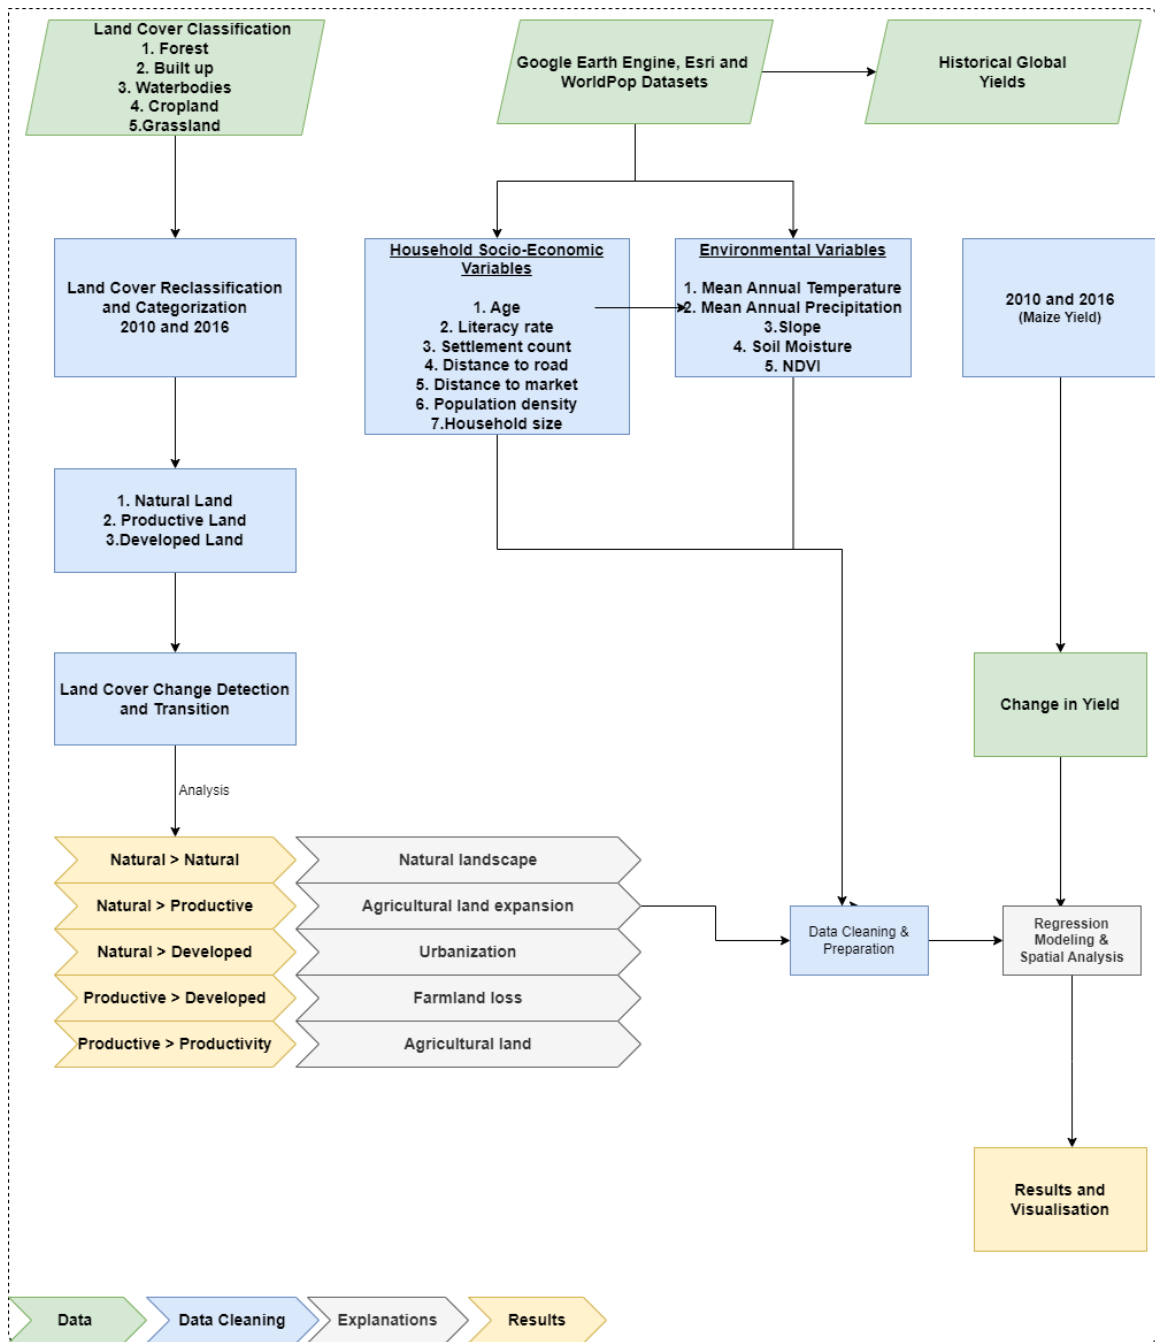 Land Cover Classification
1. Forest
2. Built up
3. Waterbodies
4. Cropland
5.Grassland
Google Earth Engine, Esri and
WorldPop Datasets
Historical Global
Yields
Land Cover Reclassification
and Categorization
2010 and 2016
Household Socio-Economic
Variables
1. Age
2. Literacy rate
3. Settlement count
4. Distance to road
5. Distance to market
6. Population density
7.Household size
Environmental Variables
1. Mean Annual Temperature
2. Mean Annual Precipitation
3.Slope
4. Soil Moisture
5. NDVI
2010 and 2016
(Maize Yield)
1. Natural Land
2. Productive Land
3.Developed Land
Land Cover Change Detection
and Transition
Change in Yield
Analysis
Natural > Natural
Natural landscape
Natural > Productive
Agricultural land expansion
Natural > Developed
Urbanization
Productive > Developed
Farmland loss
Productive > Productivity
Agricultural land
Data Cleaning &
Preparation
Regression
Modeling &
Spatial Analysis
Results and
Visualisation
Data
Data Cleaning
Explanations
Results